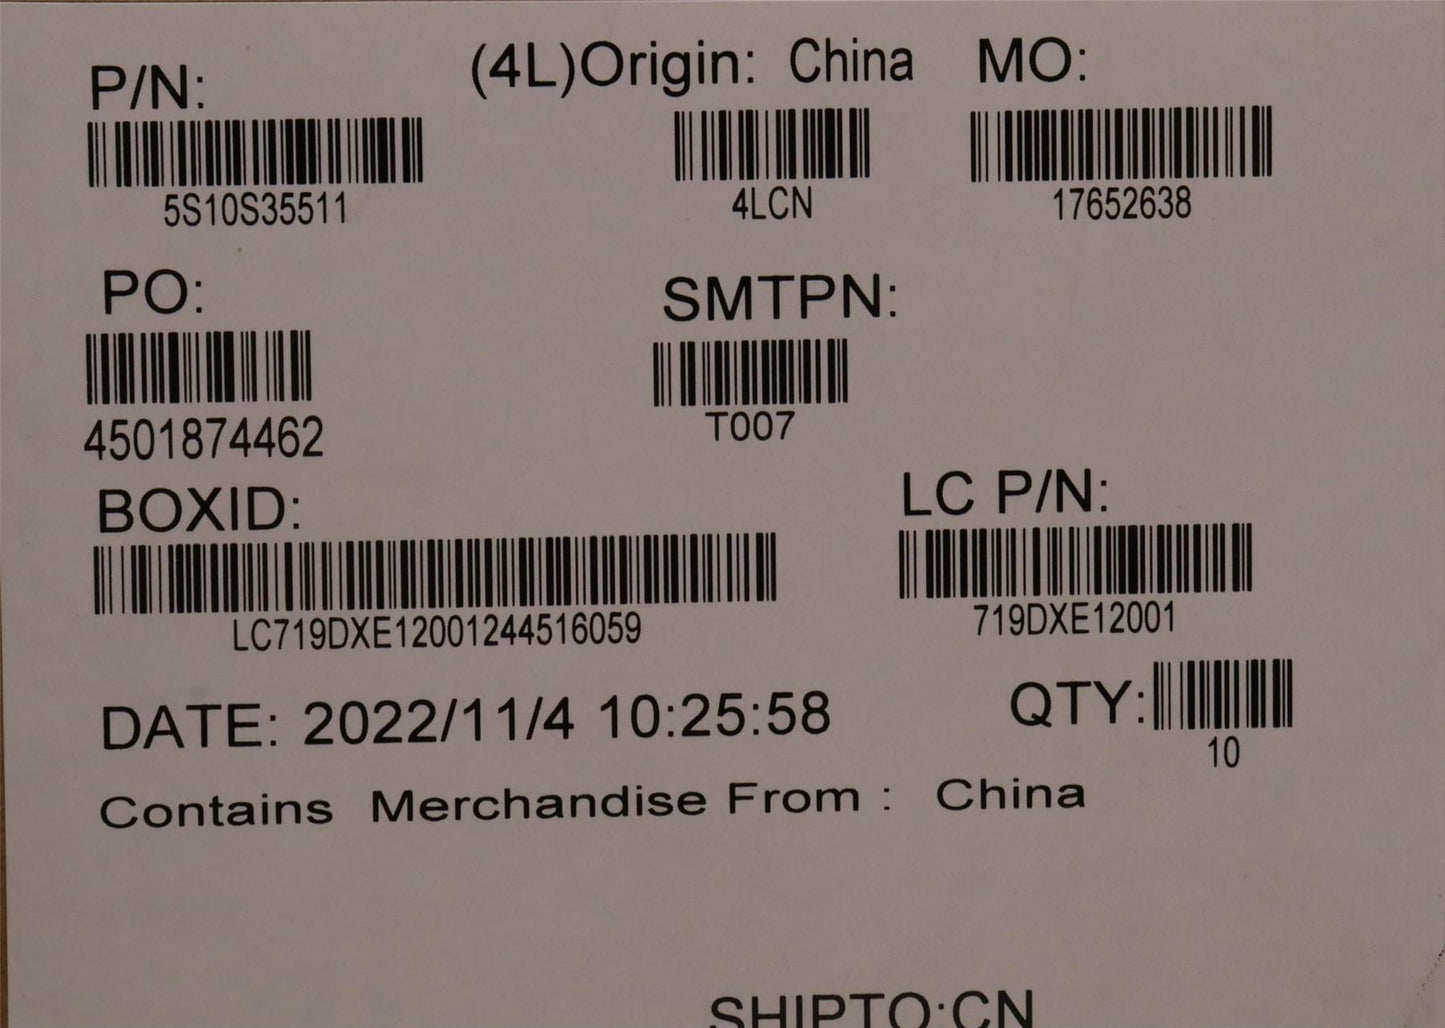 P/N: (4L)Origin: China MO:
5S10S35511 4LCN 17652638
PO: SMTPN:
4501874462 T007
BOXID: LC P/N:
LC719DXE12001244516059 719DXE12001
DATE: 2022/11/4 10:25:58 QTY:
10
Contains Merchandise From : China
SHIPTO:CN